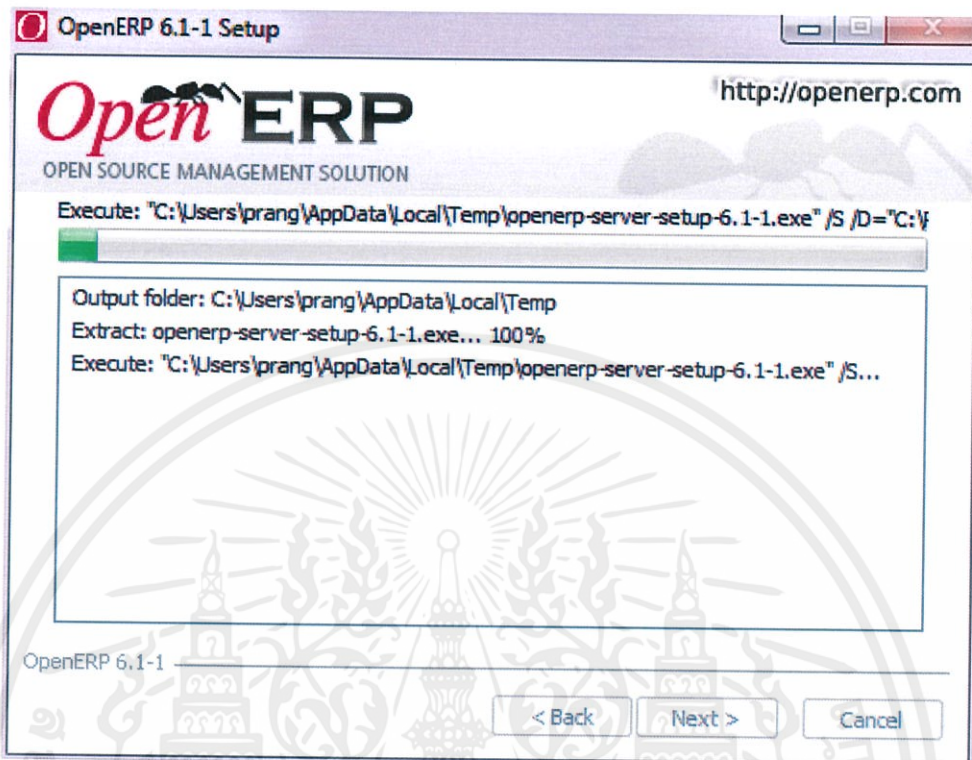 OpenERP 6.1-1 Setup
Open ERP
http://openerp.com
OPEN SOURCE MANAGEMENT SOLUTION
Execute: "C:\Users\prang\AppData\Local\Temp\openerp-server-setup-6.1-1.exe" /S /D="C:\
Output folder: C:\Users\prang\AppData\Local\Temp
Extract: openerp-server-setup-6.1-1.exe... 100%
Execute: "C:\Users\prang\AppData\Local\Temp\openerp-server-setup-6.1-1.exe" /S...
OpenERP 6.1-1
< Back
Next >
Cancel